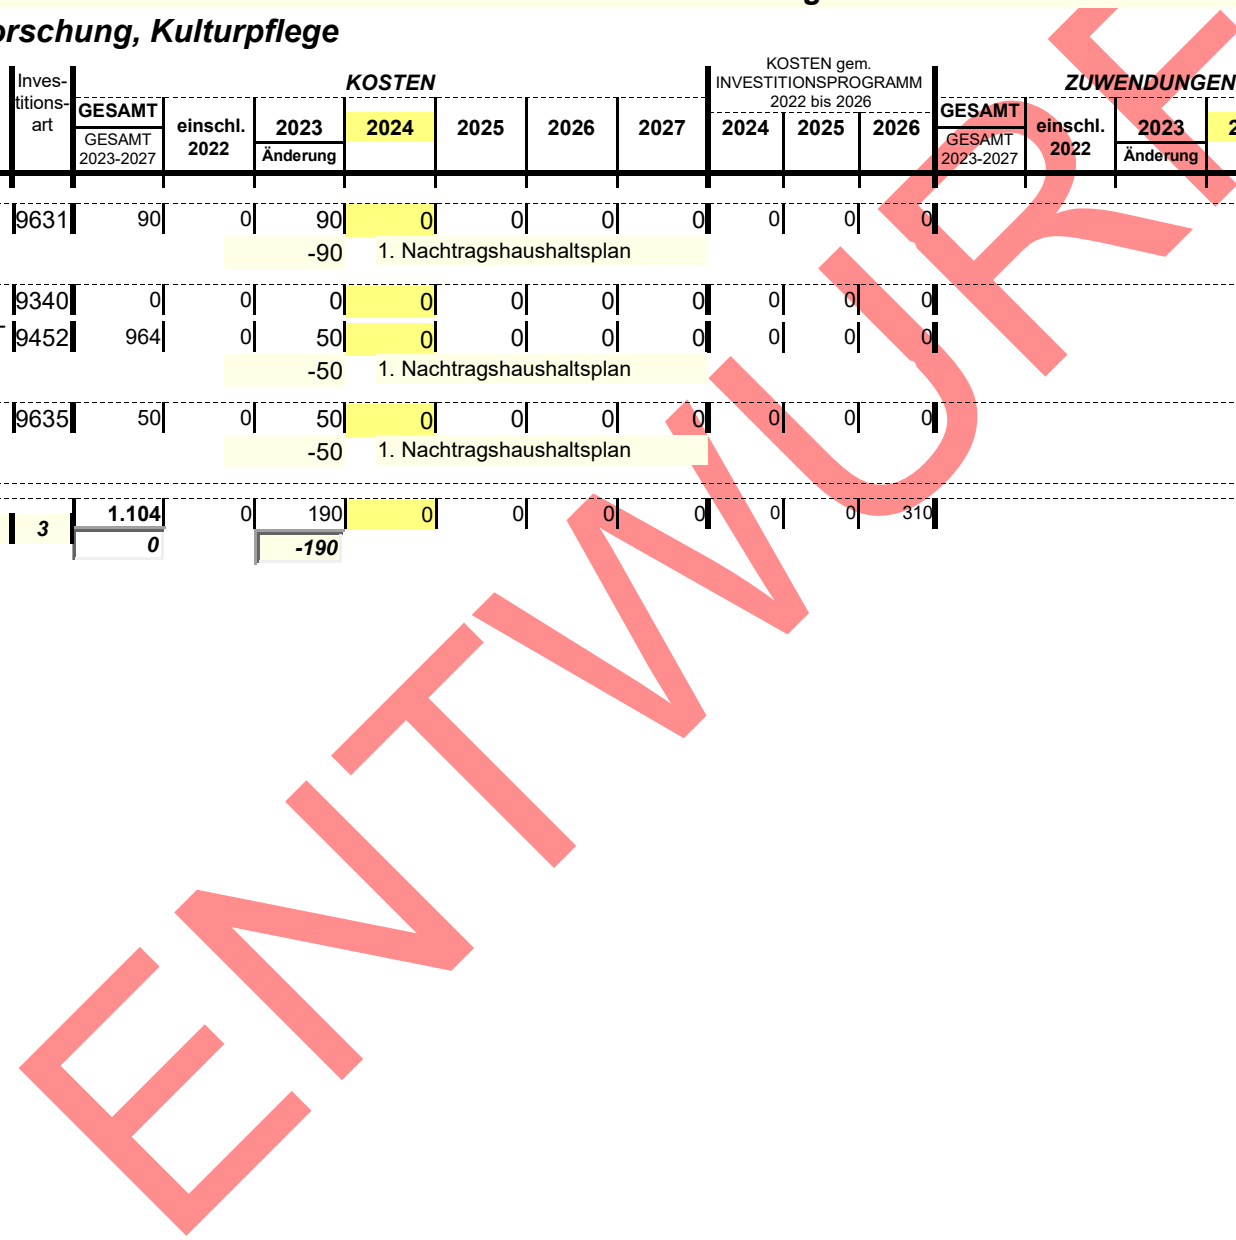 orschung, Kulturpflege
Inves-
titions-
art
KOSTEN
KOSTEN gem.
INVESTITIONSPROGRAMM
2022 bis 2026
ZUWENDUNGEN
GESAMT
GESAMT
2023-2027
einschl.
2022
2023
Änderung
2024
2025
2026
2027
2024
2025
2026
GESAMT
GESAMT
2023-2027
einschl.
2022
2023
Änderung
9631 90 0 90 0 0 0 0 0 0 0
-90 1. Nachtragshaushaltsplan
9340 0 0 0 0 0 0 0 0 0 0
9452 964 0 50 0 0 0 0 0 0 0
-50 1. Nachtragshaushaltsplan
9635 50 0 50 0 0 0 0 0 0 0
-50 1. Nachtragshaushaltsplan
3 1.104 0 190 0 0 0 0 0 0 310
0 -190
ENTWURF